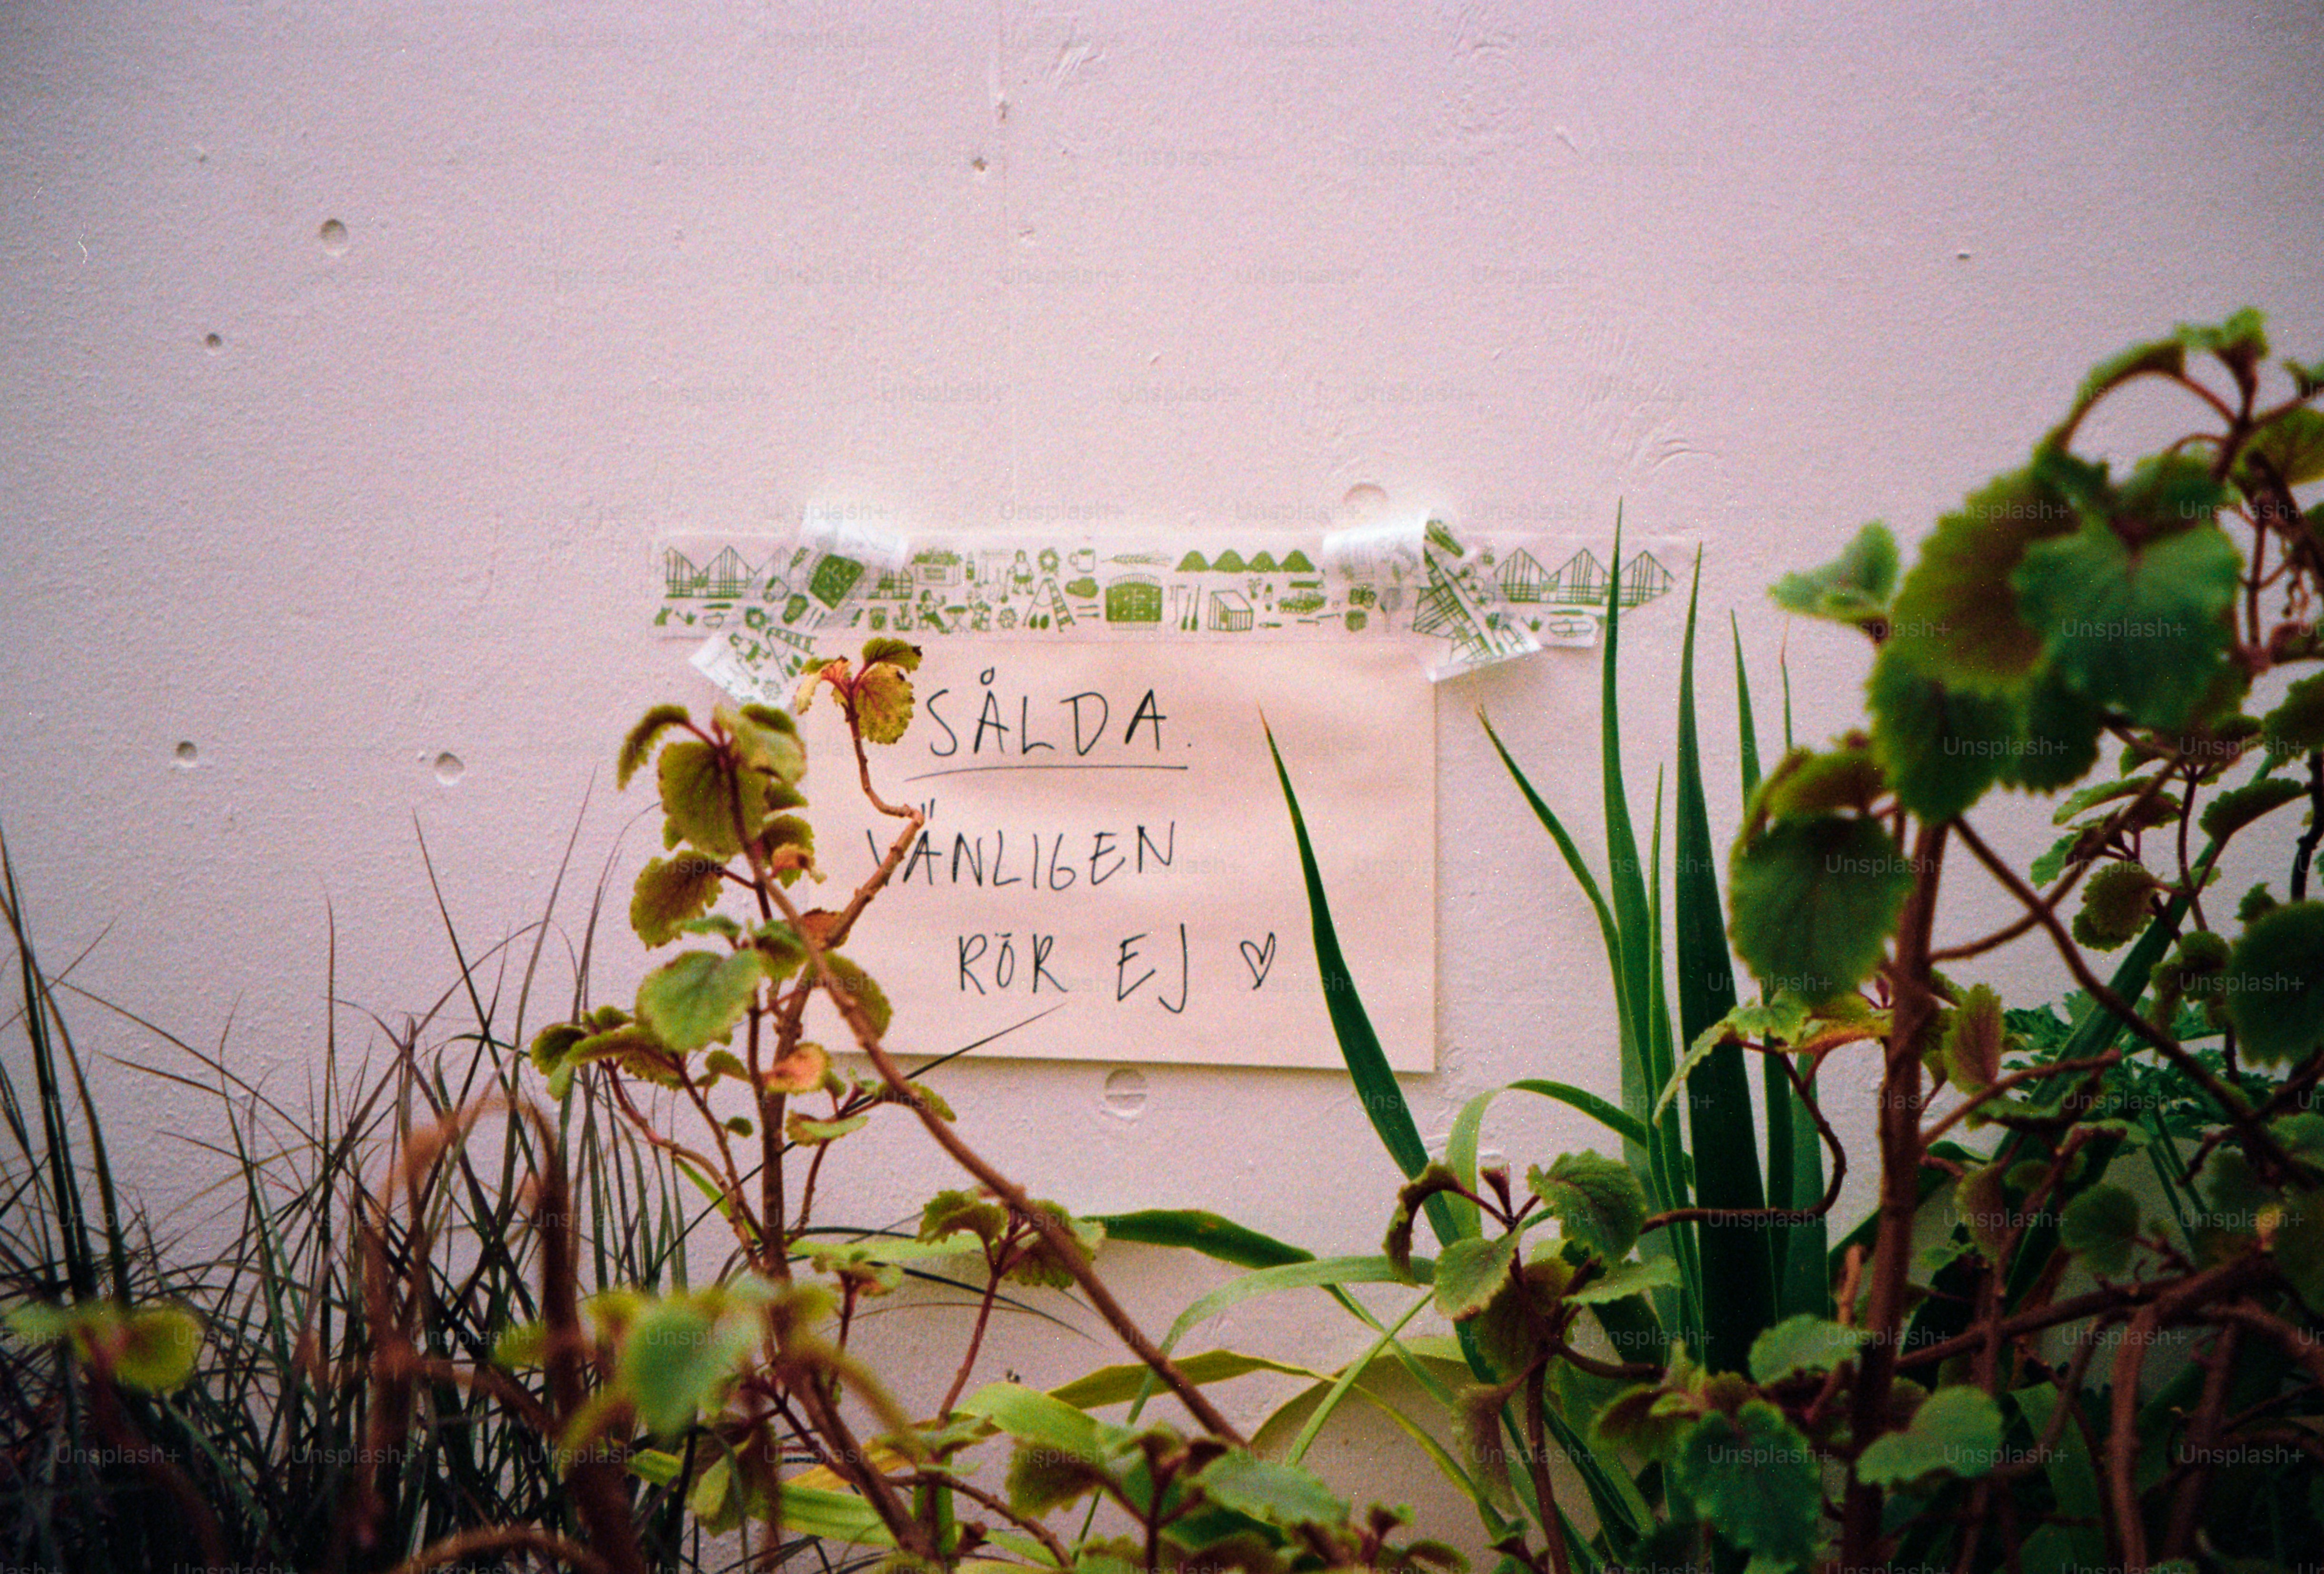 SÅLDA.
VÄNLIGEN
RÖR EJ ♡